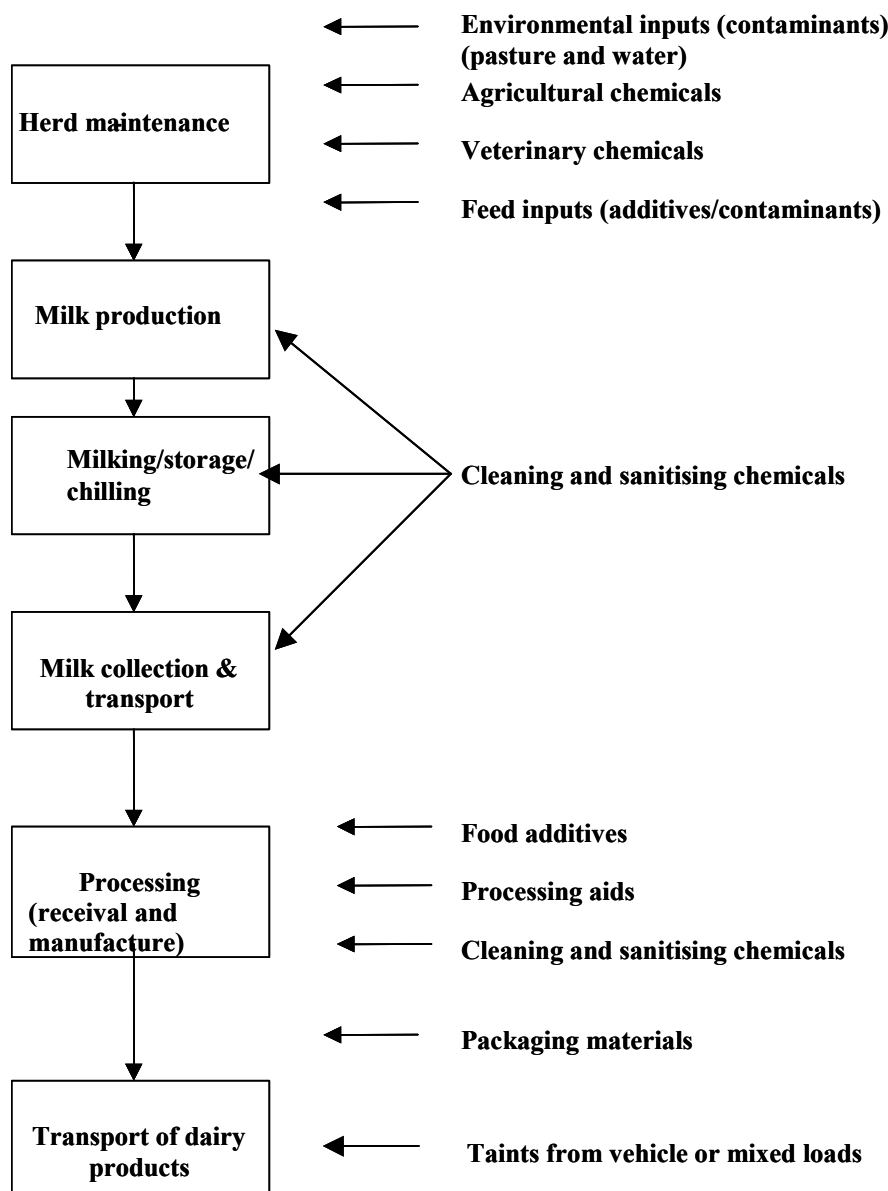 Environmental inputs (contaminants)
(pasture and water)
Agricultural chemicals
Herd maintenance
Veterinary chemicals
Feed inputs (additives/contaminants)
Milk production
Milking/storage/
chilling
Cleaning and sanitising chemicals
Milk collection &
transport
Food additives
Processing
(receival and
manufacture)
Processing aids
Cleaning and sanitising chemicals
Packaging materials
Transport of dairy
products
Taints from vehicle or mixed loads